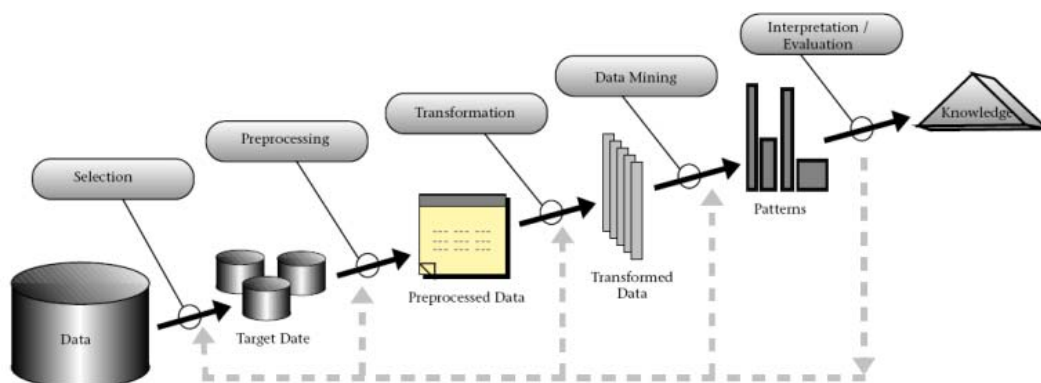 Interpretation /
Evaluation
Data Mining
Transformation
Preprocessing
Selection
Data
Target Date
Preprocessed Data
Transformed
Data
Patterns
Knowledge